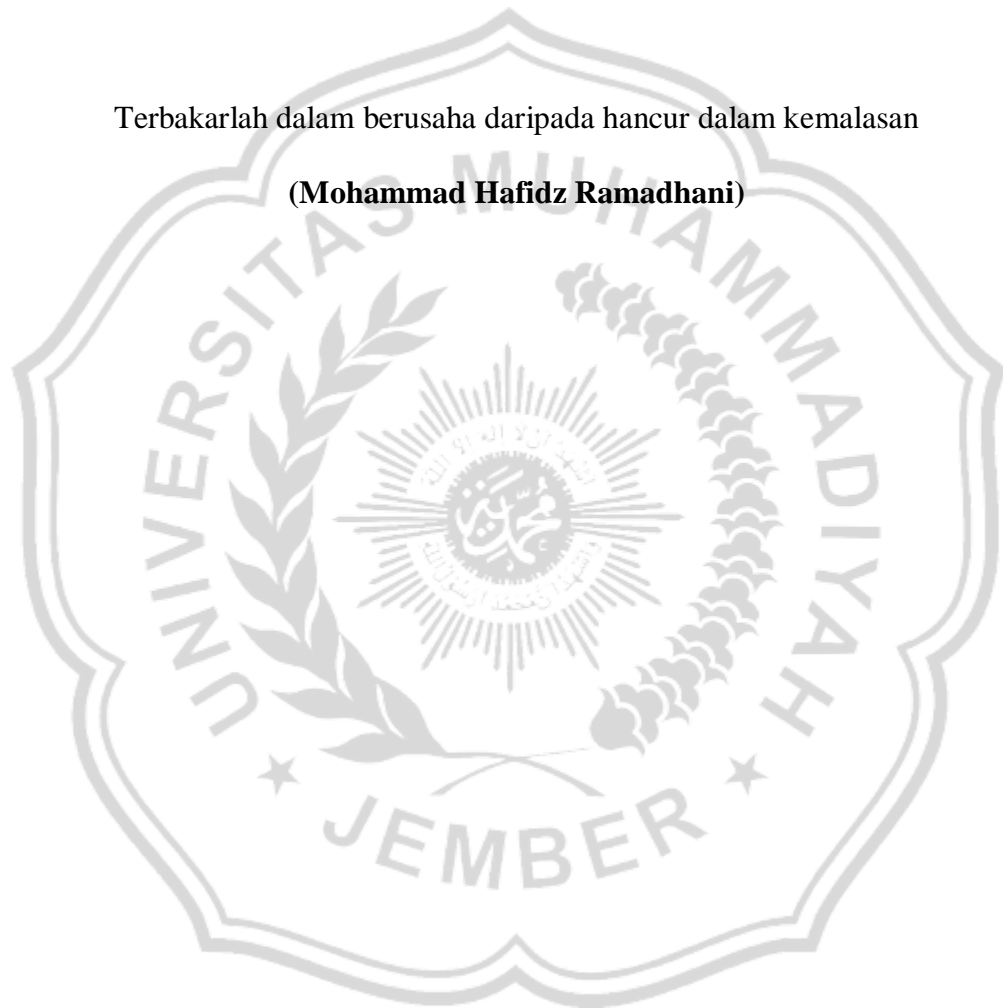 Terbakarlah dalam berusaha daripada hancur dalam kemalasan
(Mohammad Hafidz Ramadhani)
UNIVERSITAS MUHAMMADIYAH
JEMBER